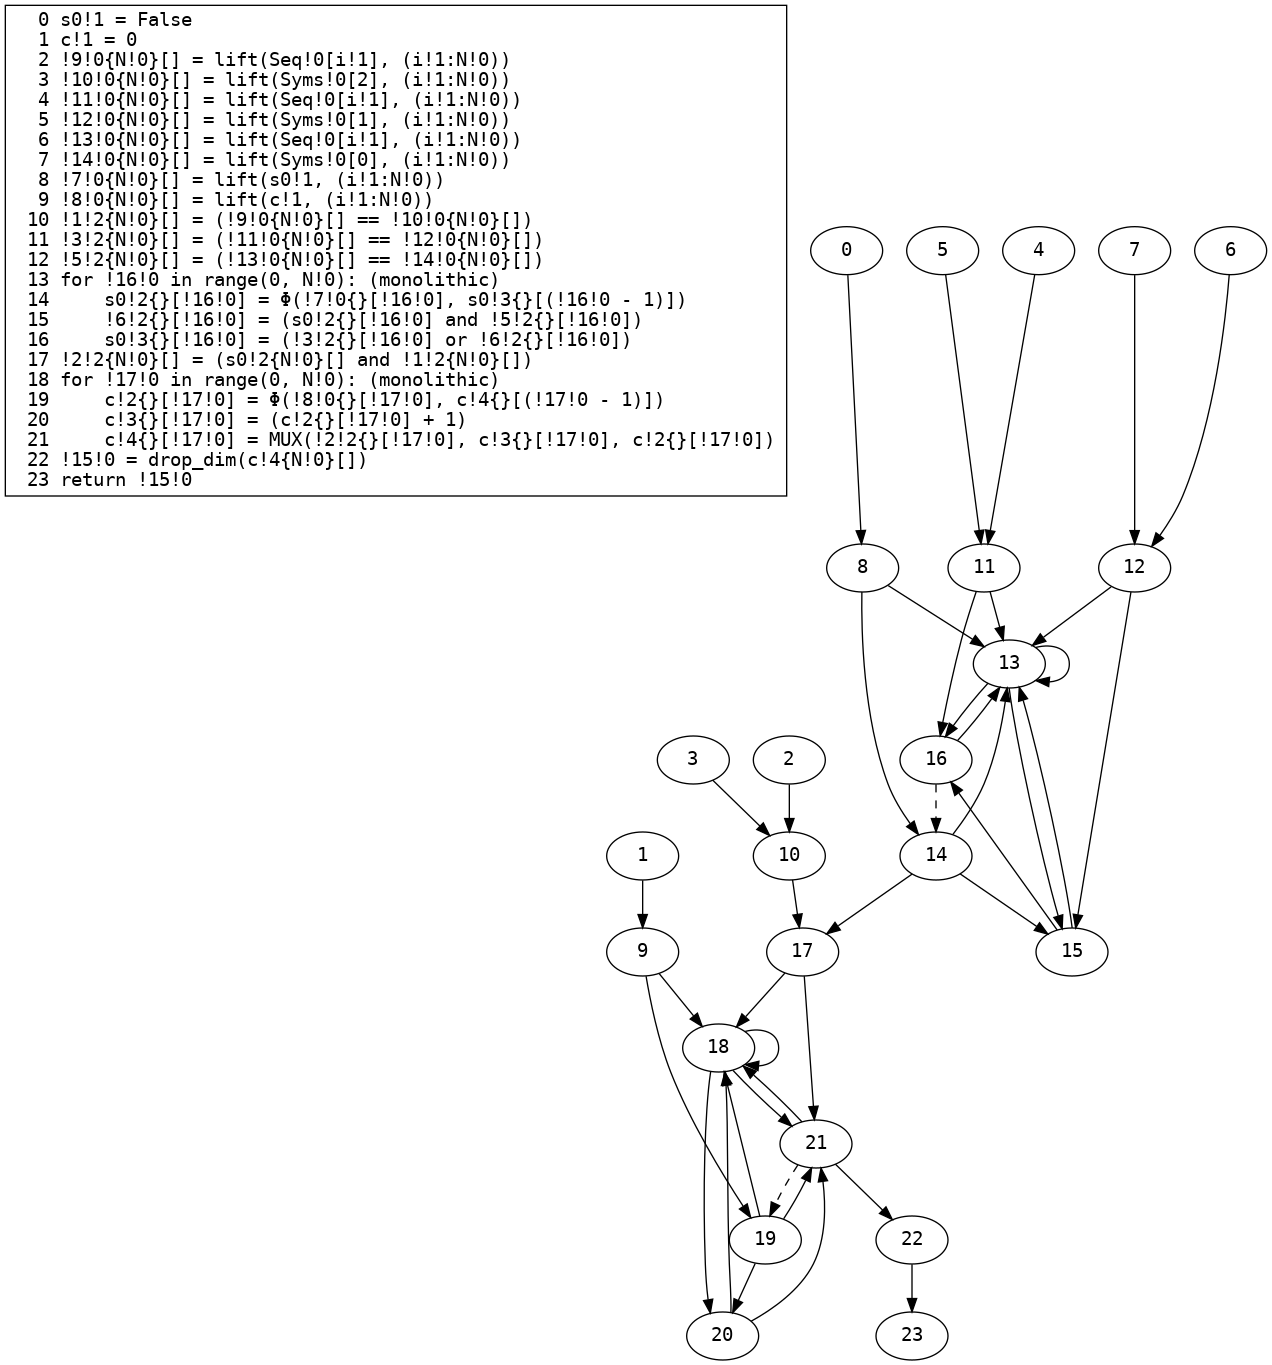 0 s0!1 = False
1 c!1 = 0
2 !9!0{N!0}[] = lift(Seq!0[i!1], (i!1:N!0))
3 !10!0{N!0}[] = lift(Syms!0[2], (i!1:N!0))
4 !11!0{N!0}[] = lift(Seq!0[i!1], (i!1:N!0))
5 !12!0{N!0}[] = lift(Syms!0[1], (i!1:N!0))
6 !13!0{N!0}[] = lift(Seq!0[i!1], (i!1:N!0))
7 !14!0{N!0}[] = lift(Syms!0[0], (i!1:N!0))
8 !7!0{N!0}[] = lift(s0!1, (i!1:N!0))
9 !8!0{N!0}[] = lift(c!1, (i!1:N!0))
10 !1!2{N!0}[] = (!9!0{N!0}[] == !10!0{N!0}[])
11 !3!2{N!0}[] = (!11!0{N!0}[] == !12!0{N!0}[])
12 !5!2{N!0}[] = (!13!0{N!0}[] == !14!0{N!0}[])
13 for !16!0 in range(0, N!0): (monolithic)
14     s0!2{}[!16!0] = Φ(!7!0{}[!16!0], s0!3{}[(!16!0 - 1)])
15     !6!2{}[!16!0] = (s0!2{}[!16!0] and !5!2{}[!16!0])
16     s0!3{}[!16!0] = (!3!2{}[!16!0] or !6!2{}[!16!0])
17 !2!2{N!0}[] = (s0!2{N!0}[] and !1!2{N!0}[])
18 for !17!0 in range(0, N!0): (monolithic)
19     c!2{}[!17!0] = Φ(!8!0{}[!17!0], c!4{}[(!17!0 - 1)])
20     c!3{}[!17!0] = (c!2{}[!17!0] + 1)
21     c!4{}[!17!0] = MUX(!2!2{}[!17!0], c!3{}[!17!0], c!2{}[!17!0])
22 !15!0 = drop_dim(c!4{N!0}[])
23 return !15!0
0
5
4
7
6
8
11
12
13
3
2
16
1
10
14
9
17
15
18
21
19
22
20
23